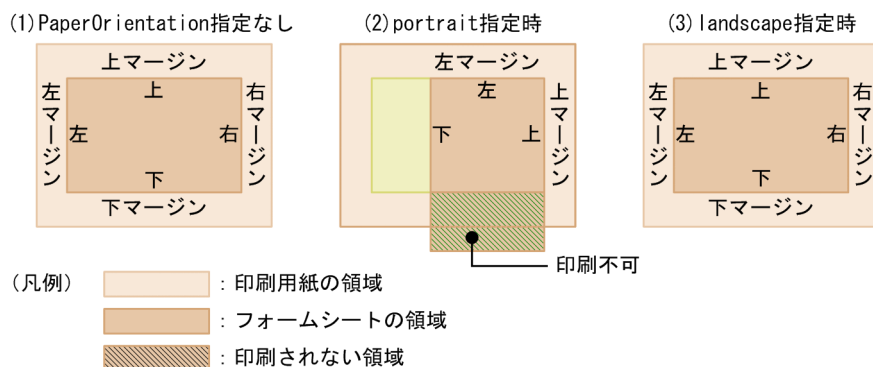 (1)PaperOrientation指定なし
(2)portrait指定時
(3)landscape指定時
上マージン
左マージン
上
左
右
下
右マージン
下マージン
左マージン
左
下
上
上マージン
印刷不可
上マージン
左マージン
上
左
右
下
右マージン
下マージン
(凡例)
：印刷用紙の領域
：フォームシートの領域
：印刷されない領域